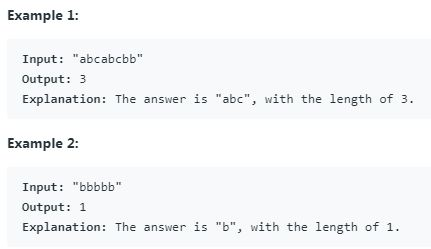 Example 1:
Input: "abcabcbb"
Output: 3
Explanation: The answer is "abc", with the length of 3.
Example 2:
Input: "bbbbb"
Output: 1
Explanation: The answer is "b", with the length of 1.